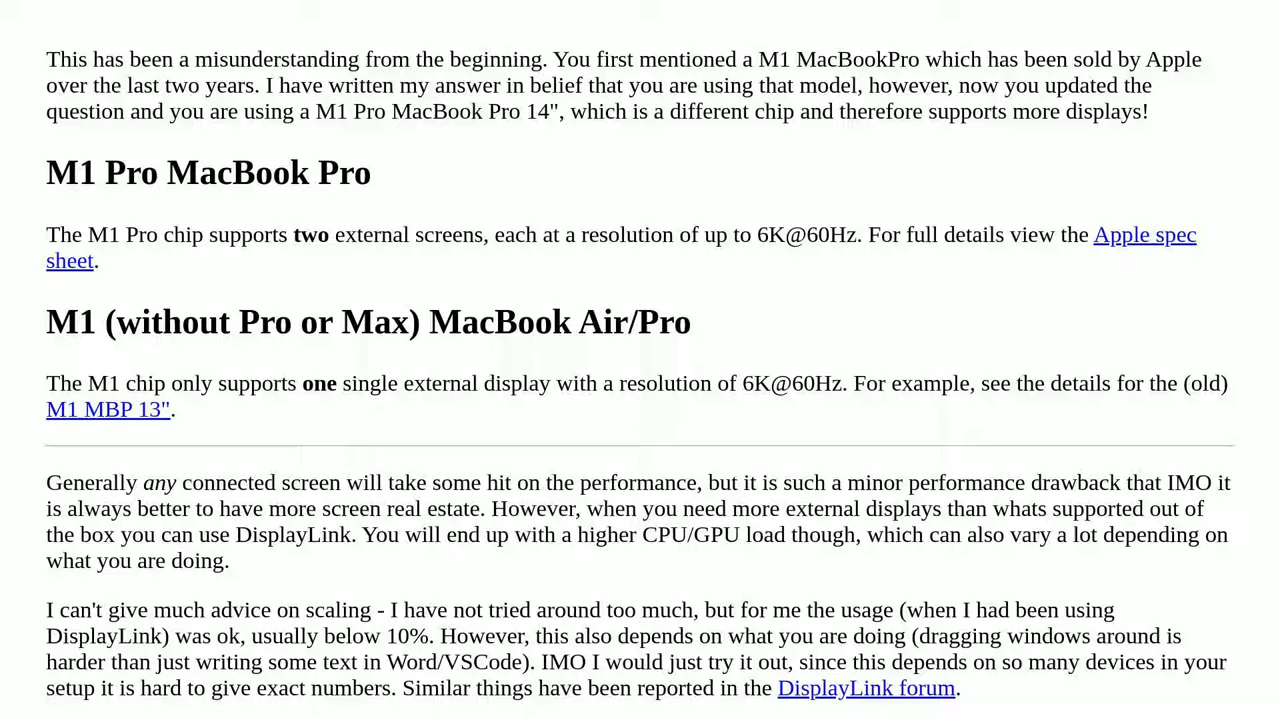 This has been a misunderstanding from the beginning. You first mentioned a M1 MacBookPro which has been sold by Apple
over the last two years. I have written my answer in belief that you are using that model, however, now you updated the
question and you are using a M1 Pro MacBook Pro 14", which is a different chip and therefore supports more displays!
M1 Pro MacBook Pro
The M1 Pro chip supports two external screens, each at a resolution of up to 6K@60Hz. For full details view the Apple spec
sheet.
M1 (without Pro or Max) MacBook Air/Pro
The M1 chip only supports one single external display with a resolution of 6K@60Hz. For example, see the details for the (old)
M1 MBP 13".
Generally any connected screen will take some hit on the performance, but it is such a minor performance drawback that IMO it
is always better to have more screen real estate. However, when you need more external displays than whats supported out of
the box you can use DisplayLink. You will end up with a higher CPU/GPU load though, which can also vary a lot depending on
what you are doing.
I can't give much advice on scaling - I have not tried around too much, but for me the usage (when I had been using
DisplayLink) was ok, usually below 10%. However, this also depends on what you are doing (dragging windows around is
harder than just writing some text in Word/VSCode). IMO I would just try it out, since this depends on so many devices in your
setup it is hard to give exact numbers. Similar things have been reported in the DisplayLink forum.